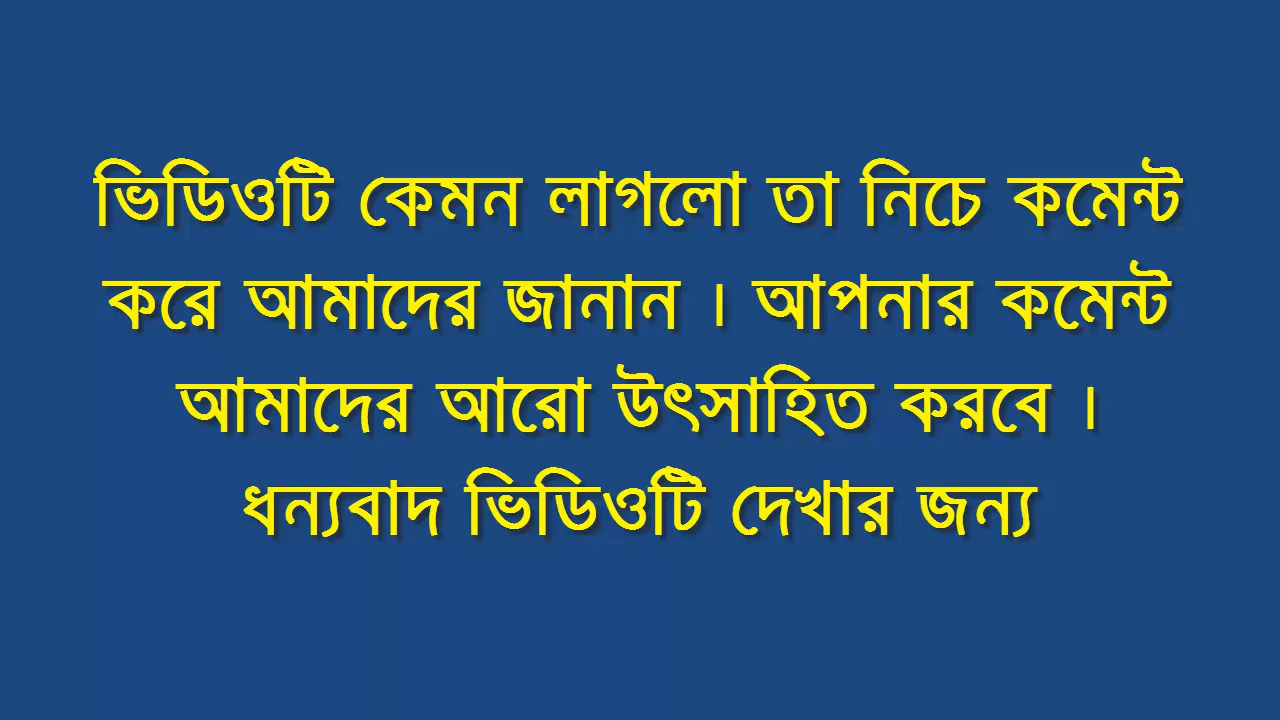 ভিডিওটি কেমন লাগলো তা নিচে কমেন্ট
করে আমাদের জানান । আপনার কমেন্ট
আমাদের আরো উৎসাহিত করবে ।
ধন্যবাদ ভিডিওটি দেখার জন্য